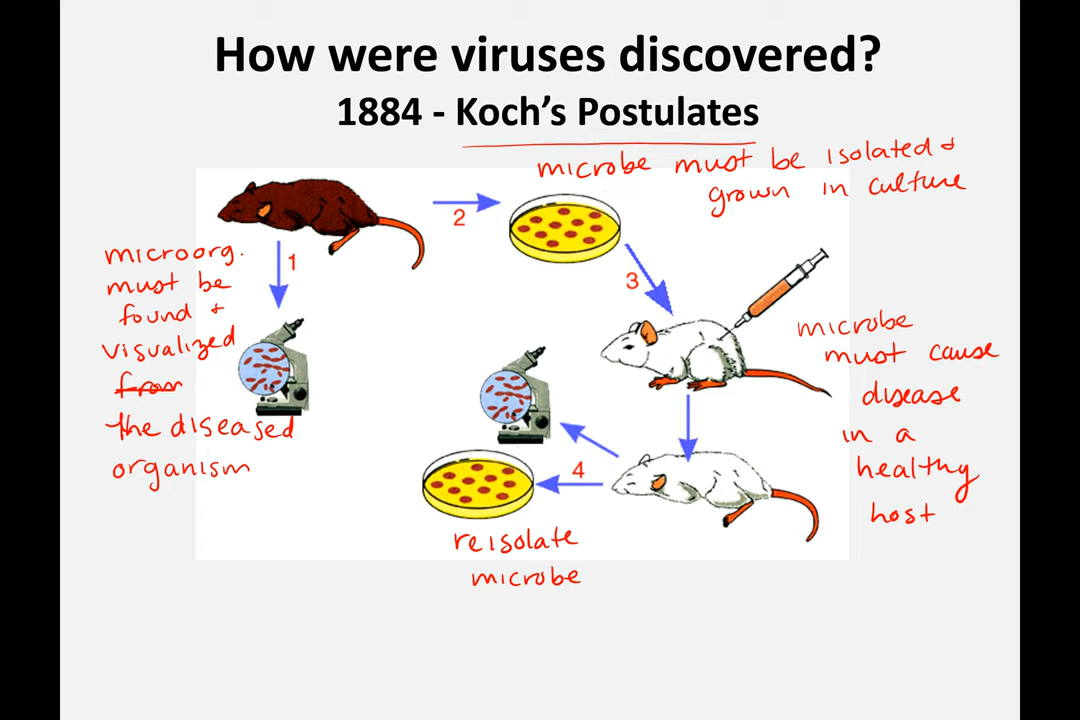 How were viruses discovered?
1884 - Koch's Postulates
microbe must be isolated +
grown in culture
2
microorg.
must be
found +
visualized
from
the diseased
organism
1
3
microbe
must cause
disease
in a
healthy
host
4
reisolate
microbe